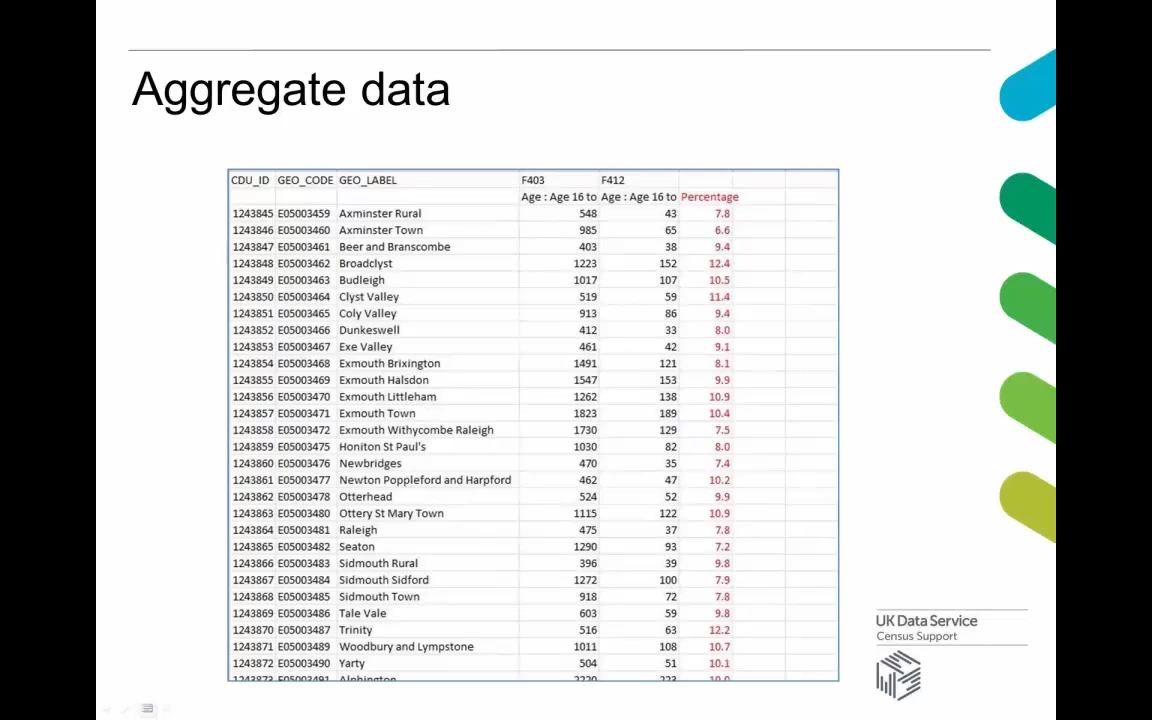 Aggregate data
CDU_ID GEO_CODE GEO_LABEL F403 F412
Age : Age 16 to Age : Age 16 to Percentage
1243845 E05003459 Axminster Rural 548 43 7.8
1243846 E05003460 Axminster Town 985 65 6.6
1243847 E05003461 Beer and Branscombe 403 38 9.4
1243848 E05003462 Broadclyst 1223 152 12.4
1243849 E05003463 Budleigh 1017 107 10.5
1243850 E05003464 Clyst Valley 519 59 11.4
1243851 E05003465 Coly Valley 913 86 9.4
1243852 E05003466 Dunkeswell 412 33 8.0
1243853 E05003467 Exe Valley 461 42 9.1
1243854 E05003468 Exmouth Brixington 1491 121 8.1
1243855 E05003469 Exmouth Halsdon 1547 153 9.9
1243856 E05003470 Exmouth Littleham 1262 138 10.9
1243857 E05003471 Exmouth Town 1823 189 10.4
1243858 E05003472 Exmouth Withycombe Raleigh 1730 129 7.5
1243859 E05003475 Honiton St Paul's 1030 82 8.0
1243860 E05003476 Newbridges 470 35 7.4
1243861 E05003477 Newton Poppleford and Harpford 462 47 10.2
1243862 E05003478 Otterhead 524 52 9.9
1243863 E05003480 Ottery St Mary Town 1115 122 10.9
1243864 E05003481 Raleigh 475 37 7.8
1243865 E05003482 Seaton 1290 93 7.2
1243866 E05003483 Sidmouth Rural 396 39 9.8
1243867 E05003484 Sidmouth Sidford 1272 100 7.9
1243868 E05003485 Sidmouth Town 918 72 7.8
1243869 E05003486 Tale Vale 603 59 9.8
1243870 E05003487 Trinity 516 63 12.2
1243871 E05003489 Woodbury and Lympstone 1011 108 10.7
1243872 E05003490 Yarty 504 51 10.1
1243873 E05003491 Alphington 2220 223 10.0
UK Data Service
Census Support